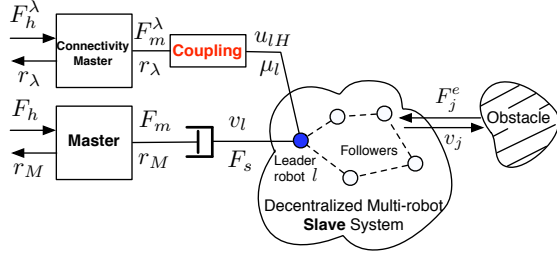 F_h^λ
r_λ
Connectivity
Master
F_m^λ
r_λ
Coupling
u_{lH}
μ_l
F_h
r_M
Master
F_m
r_M
v_l
F_s
Leader
robot l
Followers
Decentralized Multi-robot
Slave System
F_j^e
v_j
Obstacle